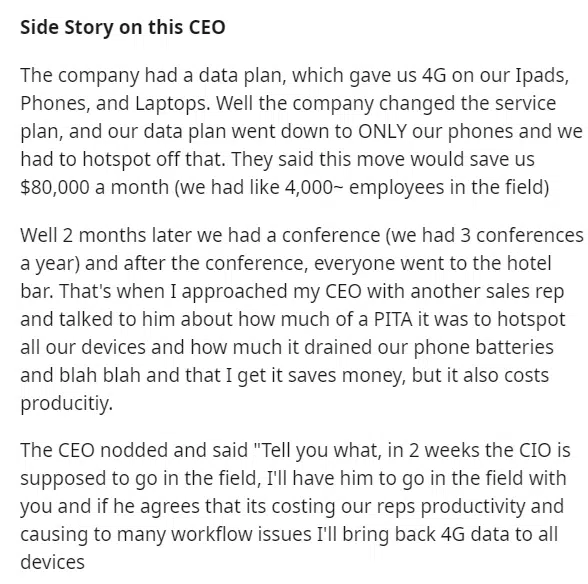 Side Story on this CEO
The company had a data plan, which gave us 4G on our Ipads,
Phones, and Laptops. Well the company changed the service
plan, and our data plan went down to ONLY our phones and we
had to hotspot off that. They said this move would save us
$80,000 a month (we had like 4,000~ employees in the field)
Well 2 months later we had a conference (we had 3 conferences
a year) and after the conference, everyone went to the hotel
bar. That's when I approached my CEO with another sales rep
and talked to him about how much of a PITA it was to hotspot
all our devices and how much it drained our phone batteries
and blah blah and that I get it saves money, but it also costs
producitiy.
The CEO nodded and said "Tell you what, in 2 weeks the CIO is
supposed to go in the field, I'll have him to go in the field with
you and if he agrees that its costing our reps productivity and
causing to many workflow issues I'll bring back 4G data to all
devices